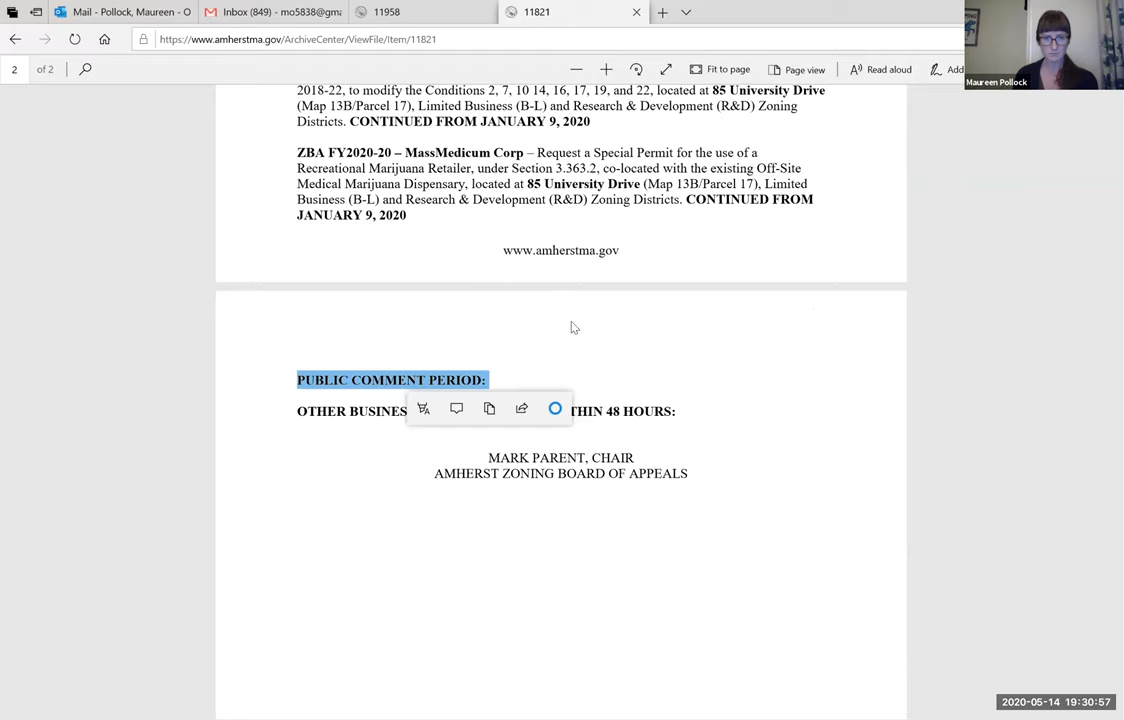 Mail - Pollock, Maureen - O
Inbox (849) - mo5838@gma
11958
11821
https://www.amherstma.gov/ArchiveCenter/ViewFile/Item/11821
2 of 2
Fit to page
Page view
Read aloud
Add
Maureen Pollock
2018-22, to modify the Conditions 2, 7, 10 14, 16, 17, 19, and 22, located at 85 University Drive
(Map 13B/Parcel 17), Limited Business (B-L) and Research & Development (R&D) Zoning
Districts. CONTINUED FROM JANUARY 9, 2020
ZBA FY2020-20 – MassMedicum Corp – Request a Special Permit for the use of a
Recreational Marijuana Retailer, under Section 3.363.2, co-located with the existing Off-Site
Medical Marijuana Dispensary, located at 85 University Drive (Map 13B/Parcel 17), Limited
Business (B-L) and Research & Development (R&D) Zoning Districts. CONTINUED FROM
JANUARY 9, 2020
www.amherstma.gov
PUBLIC COMMENT PERIOD:
OTHER BUSINES THIN 48 HOURS:
MARK PARENT, CHAIR
AMHERST ZONING BOARD OF APPEALS
2020-05-14 19:30:57